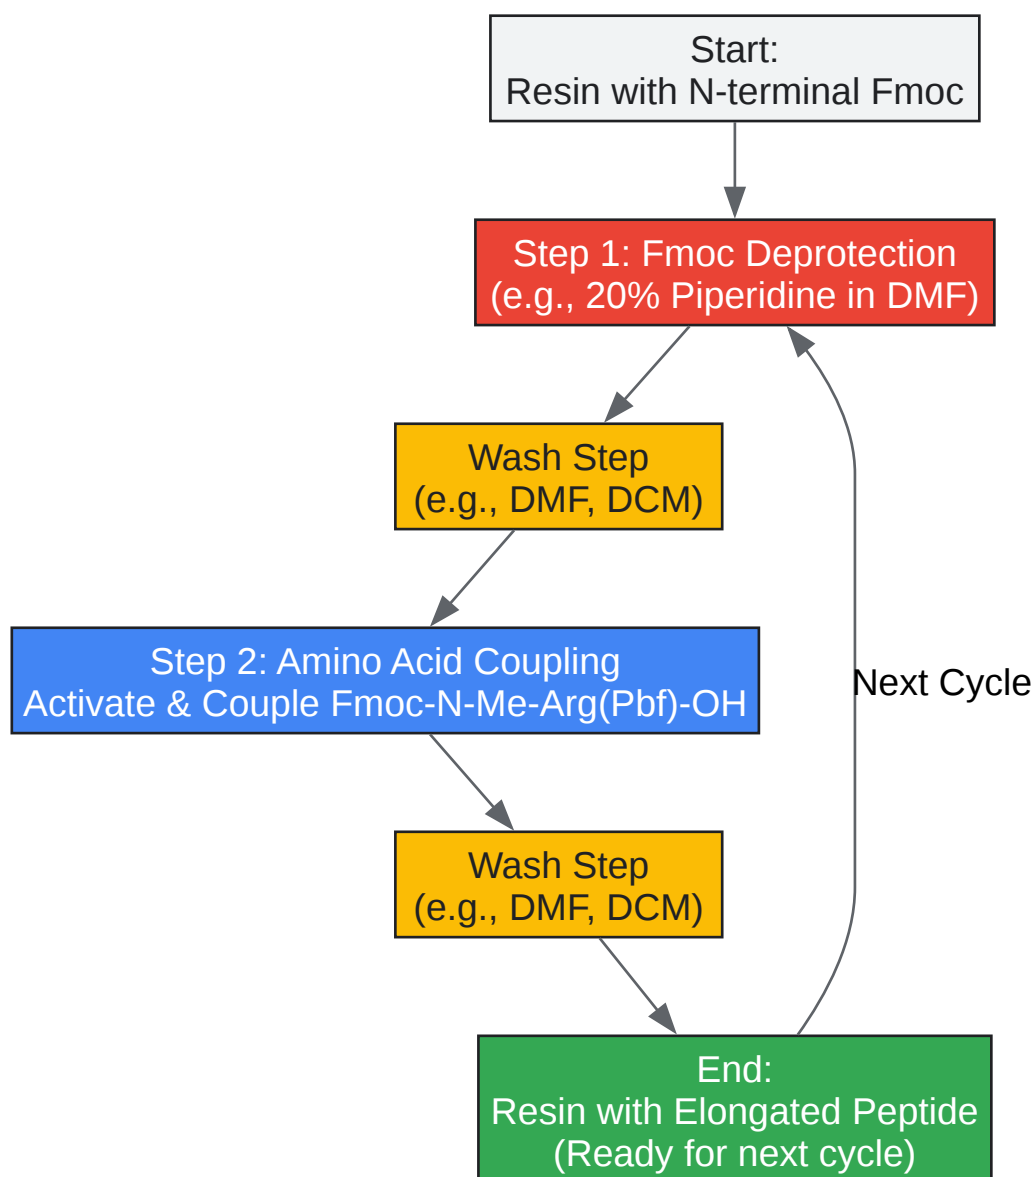 Start:
Resin with N-terminal Fmoc
Step 1: Fmoc Deprotection
(e.g., 20% Piperidine in DMF)
Wash Step
(e.g., DMF, DCM)
Step 2: Amino Acid Coupling
Activate & Couple Fmoc-N-Me-Arg(Pbf)-OH
Next Cycle
Wash Step
(e.g., DMF, DCM)
End:
Resin with Elongated Peptide
(Ready for next cycle)